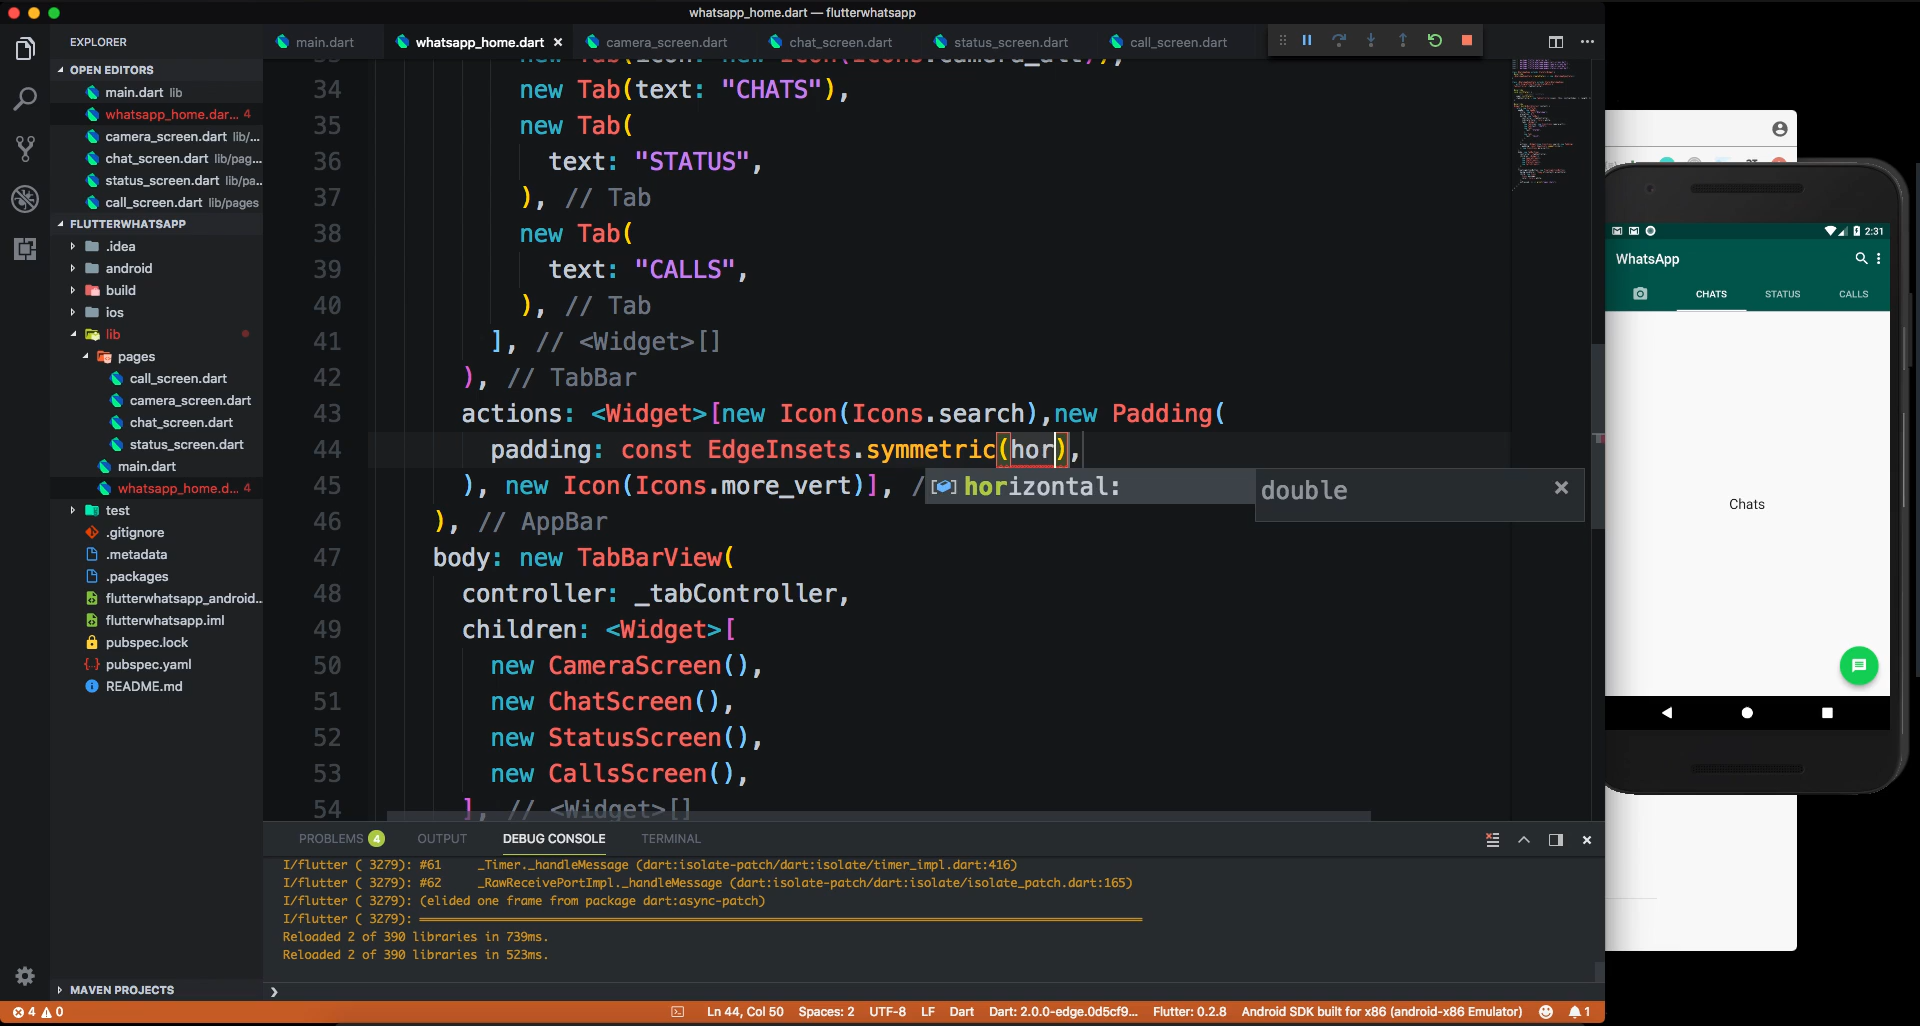 whatsapp_home.dart — flutterwhatsapp
EXPLORER
OPEN EDITORS
main.dart lib
whatsapp_home.dar... 4
camera_screen.dart lib/...
chat_screen.dart lib/pag...
status_screen.dart lib/pa...
call_screen.dart lib/pages
FLUTTERWHATSAPP
.idea
android
build
ios
lib
pages
call_screen.dart
camera_screen.dart
chat_screen.dart
status_screen.dart
main.dart
whatsapp_home.d... 4
test
.gitignore
.metadata
.packages
flutterwhatsapp_android...
flutterwhatsapp.iml
pubspec.lock
pubspec.yaml
README.md
MAVEN PROJECTS
main.dart
whatsapp_home.dart
camera_screen.dart
chat_screen.dart
status_screen.dart
call_screen.dart
33 new Tab(icon: new Icon(Icons.camera_alt)),
34 new Tab(text: "CHATS"),
35 new Tab(
36 text: "STATUS",
37 ), // Tab
38 new Tab(
39 text: "CALLS",
40 ), // Tab
41 ], // <Widget>[]
42 ), // TabBar
43 actions: <Widget>[new Icon(Icons.search),new Padding(
44 padding: const EdgeInsets.symmetric(hor),
45 ), new Icon(Icons.more_vert)], /
horizontal:
double
46 ), // AppBar
47 body: new TabBarView(
48 controller: _tabController,
49 children: <Widget>[
50 new CameraScreen(),
51 new ChatScreen(),
52 new StatusScreen(),
53 new CallsScreen(),
54 ], // <Widget>[]
PROBLEMS 4
OUTPUT
DEBUG CONSOLE
TERMINAL
I/flutter ( 3279): #61 _Timer._handleMessage (dart:isolate-patch/dart:isolate/timer_impl.dart:416)
I/flutter ( 3279): #62 _RawReceivePortImpl._handleMessage (dart:isolate-patch/dart:isolate/isolate_patch.dart:165)
I/flutter ( 3279): (elided one frame from package dart:async-patch)
I/flutter ( 3279): ════════
Reloaded 2 of 390 libraries in 739ms.
Reloaded 2 of 390 libraries in 523ms.
4 0
Ln 44, Col 50
Spaces: 2
UTF-8
LF
Dart
Dart: 2.0.0-edge.0d5cf9...
Flutter: 0.2.8
Android SDK built for x86 (android-x86 Emulator)
1
2:31
WhatsApp
CHATS
STATUS
CALLS
Chats